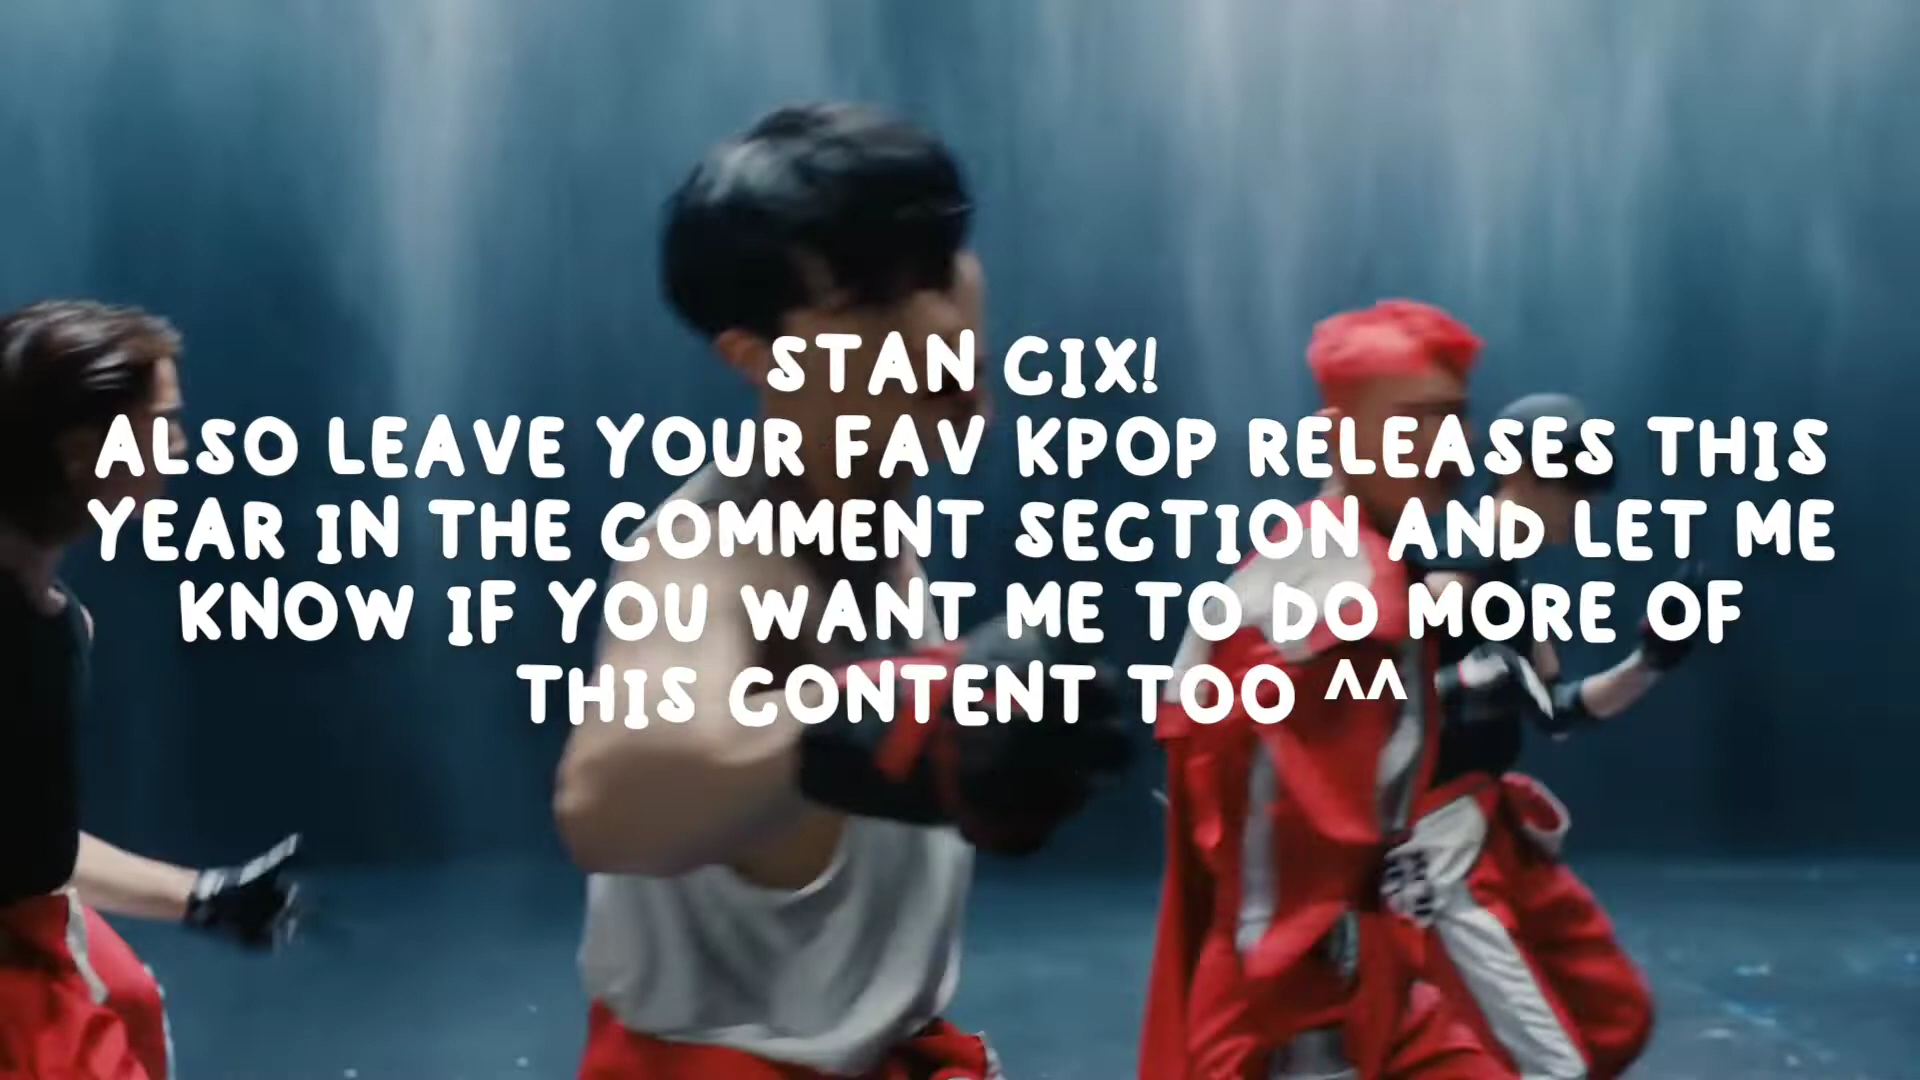 STAN CIX!
ALSO LEAVE YOUR FAV KPOP RELEASES THIS
YEAR IN THE COMMENT SECTION AND LET ME
KNOW IF YOU WANT ME TO DO MORE OF
THIS CONTENT TOO ^^